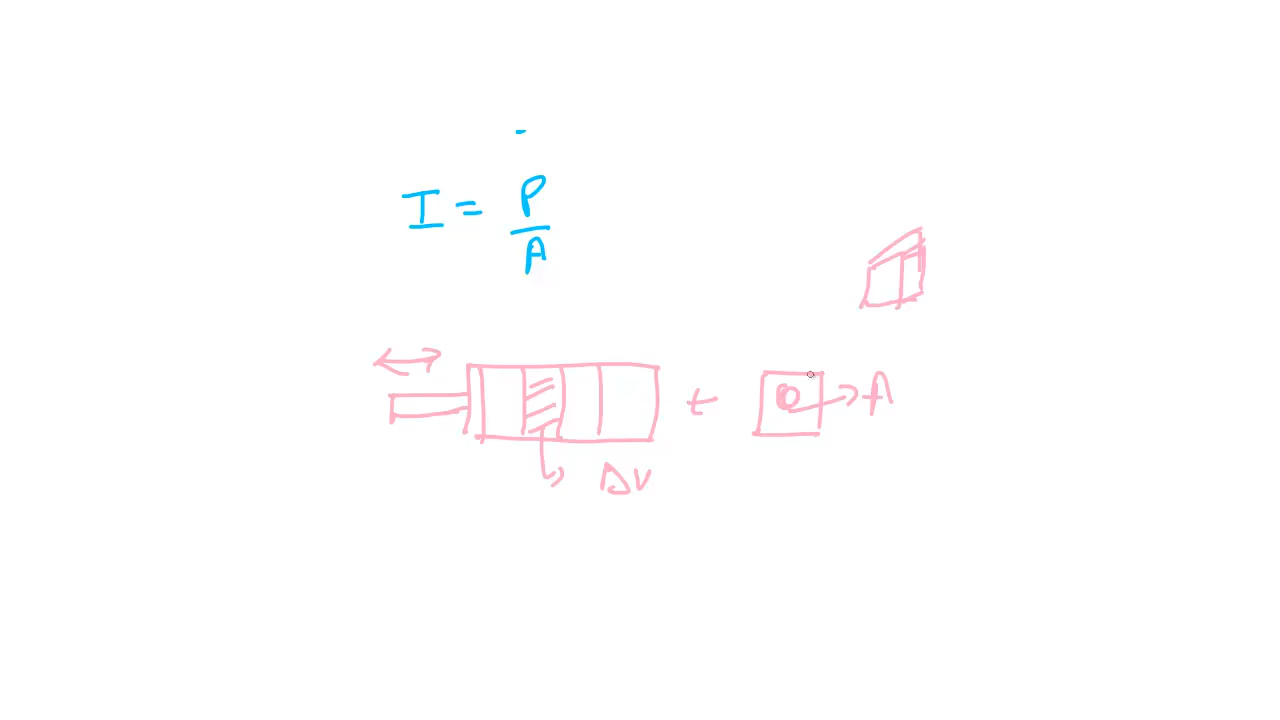 I = P/A
+ A
ΔV